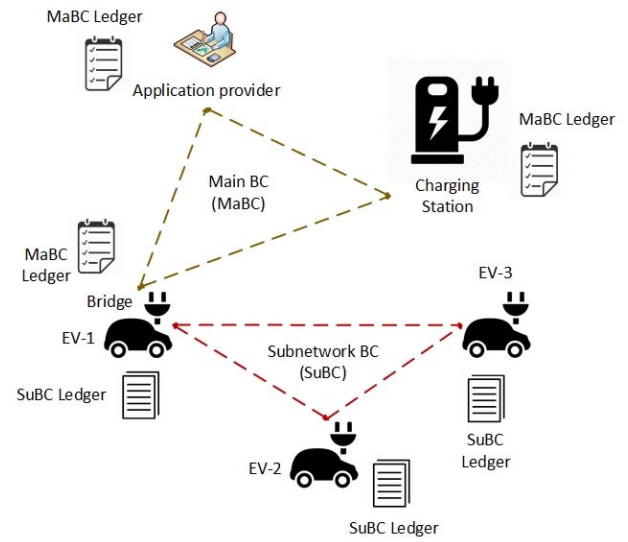 MaBC Ledger
Application provider
MaBC Ledger
Charging
Station
Main BC
(MaBC)
MaBC
Ledger
Bridge
EV-3
EV-1
Subnetwork BC
(SuBC)
SuBC Ledger
SuBC
Ledger
EV-2
SuBC Ledger